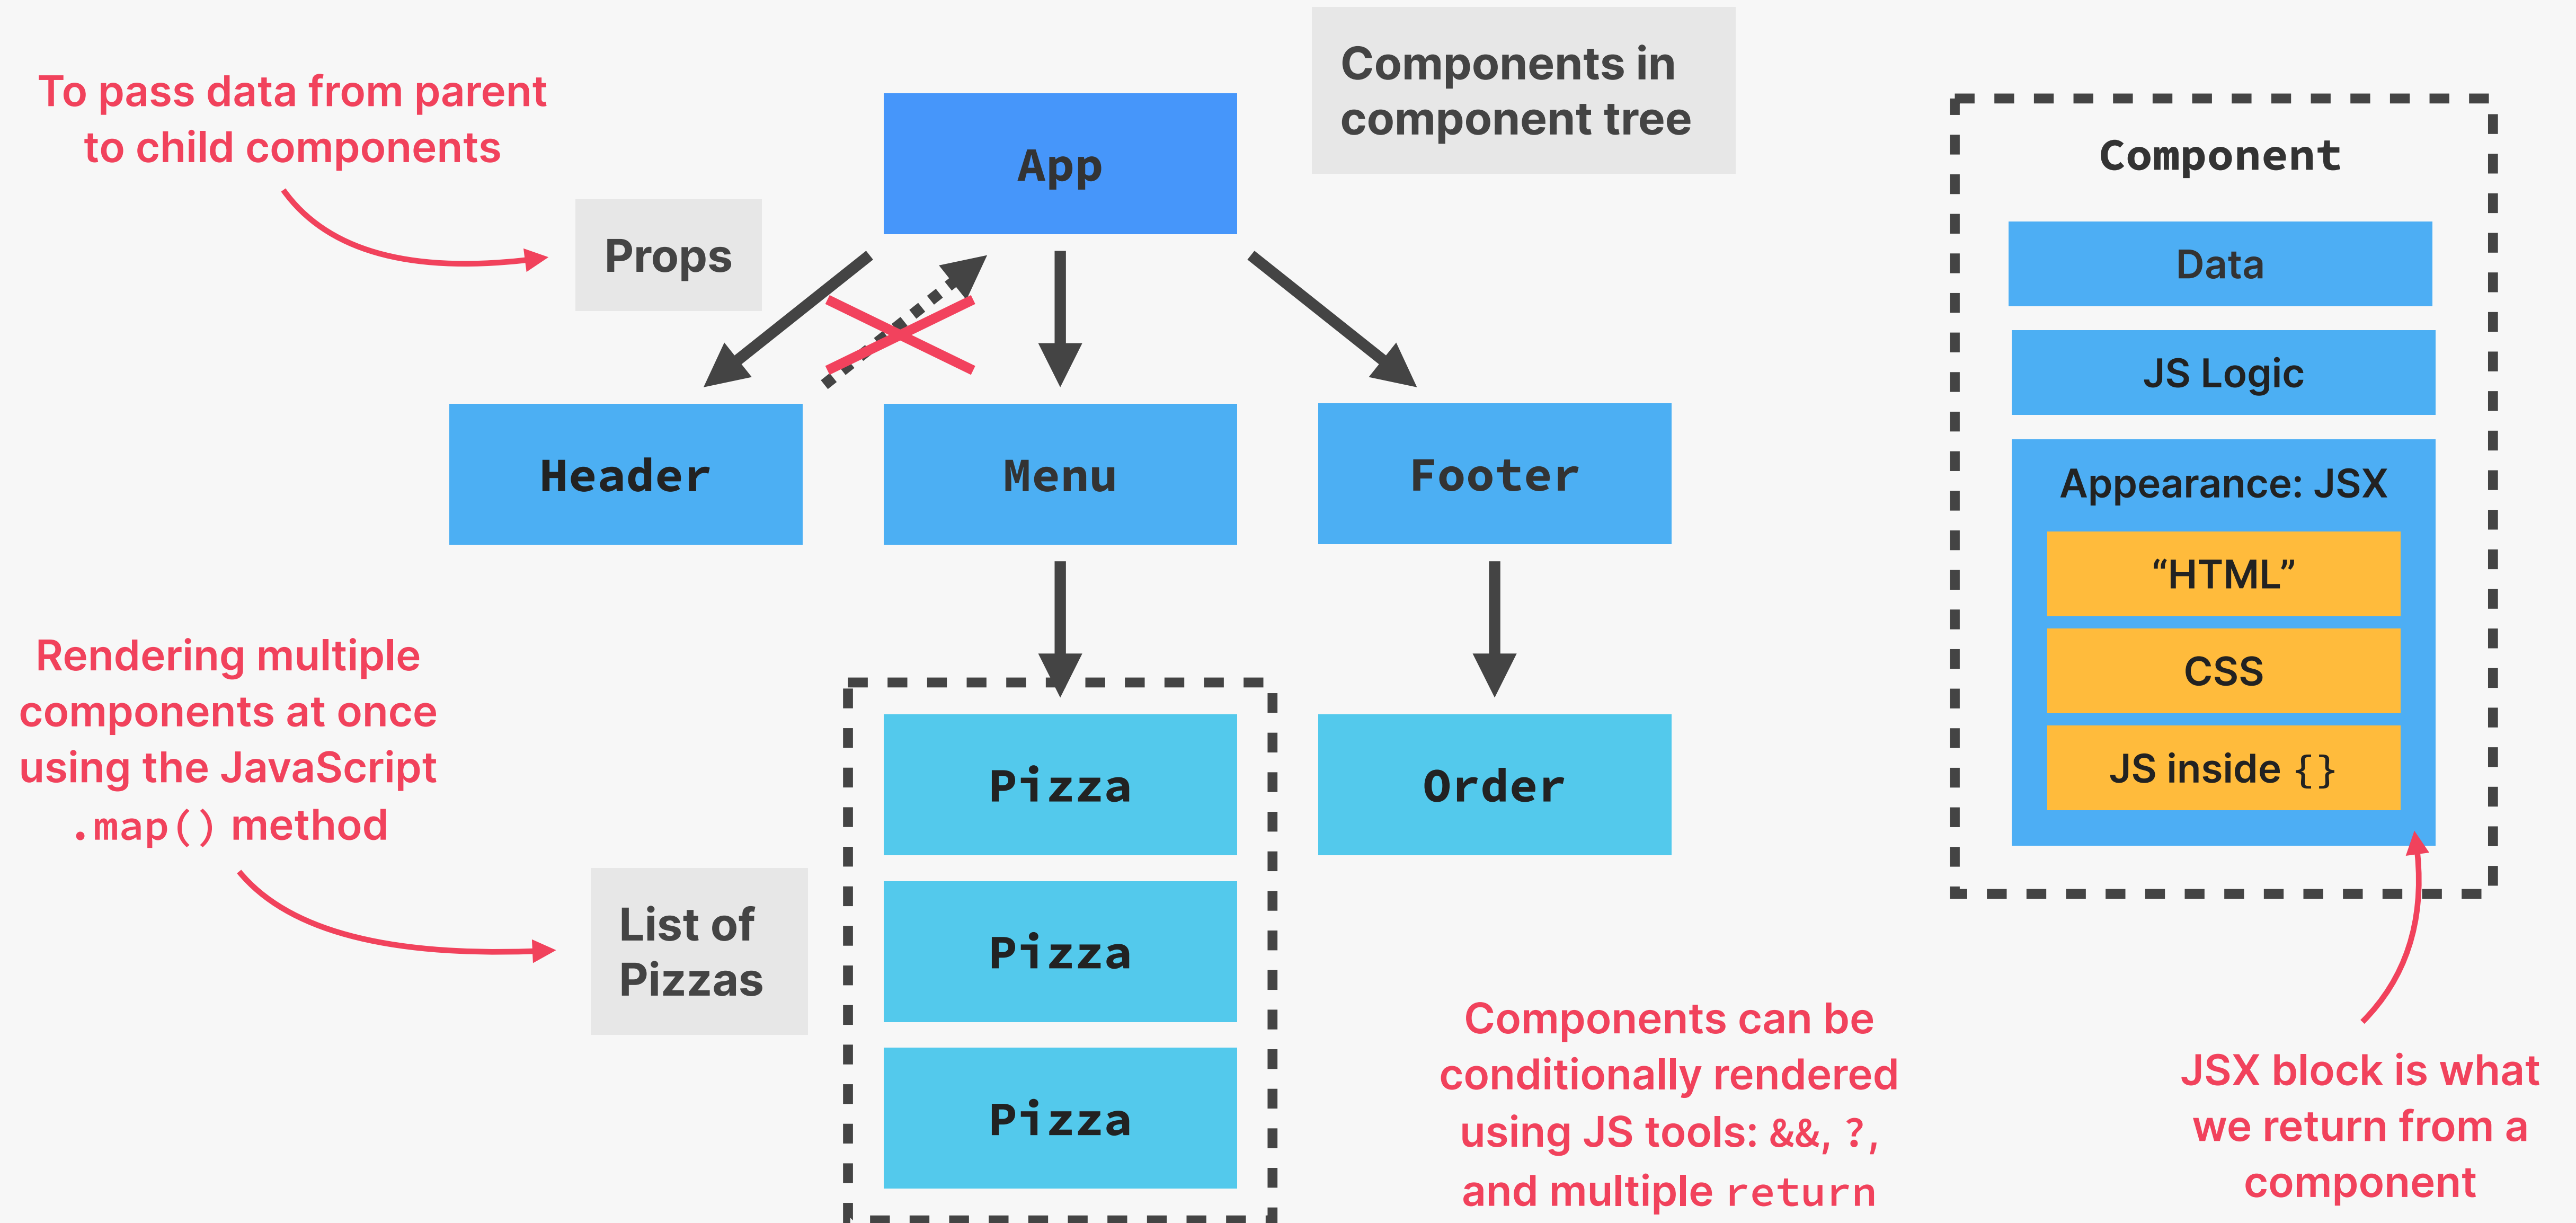 To pass data from parent
to child components
Props
App
Components in
component tree
Header
Menu
Footer
Rendering multiple
components at once
using the JavaScript
.map() method
List of
Pizzas
Pizza
Pizza
Pizza
Order
Components can be
conditionally rendered
using JS tools: &&, ?,
and multiple return
Component
Data
JS Logic
Appearance: JSX
“HTML”
CSS
JS inside {}
JSX block is what
we return from a
component